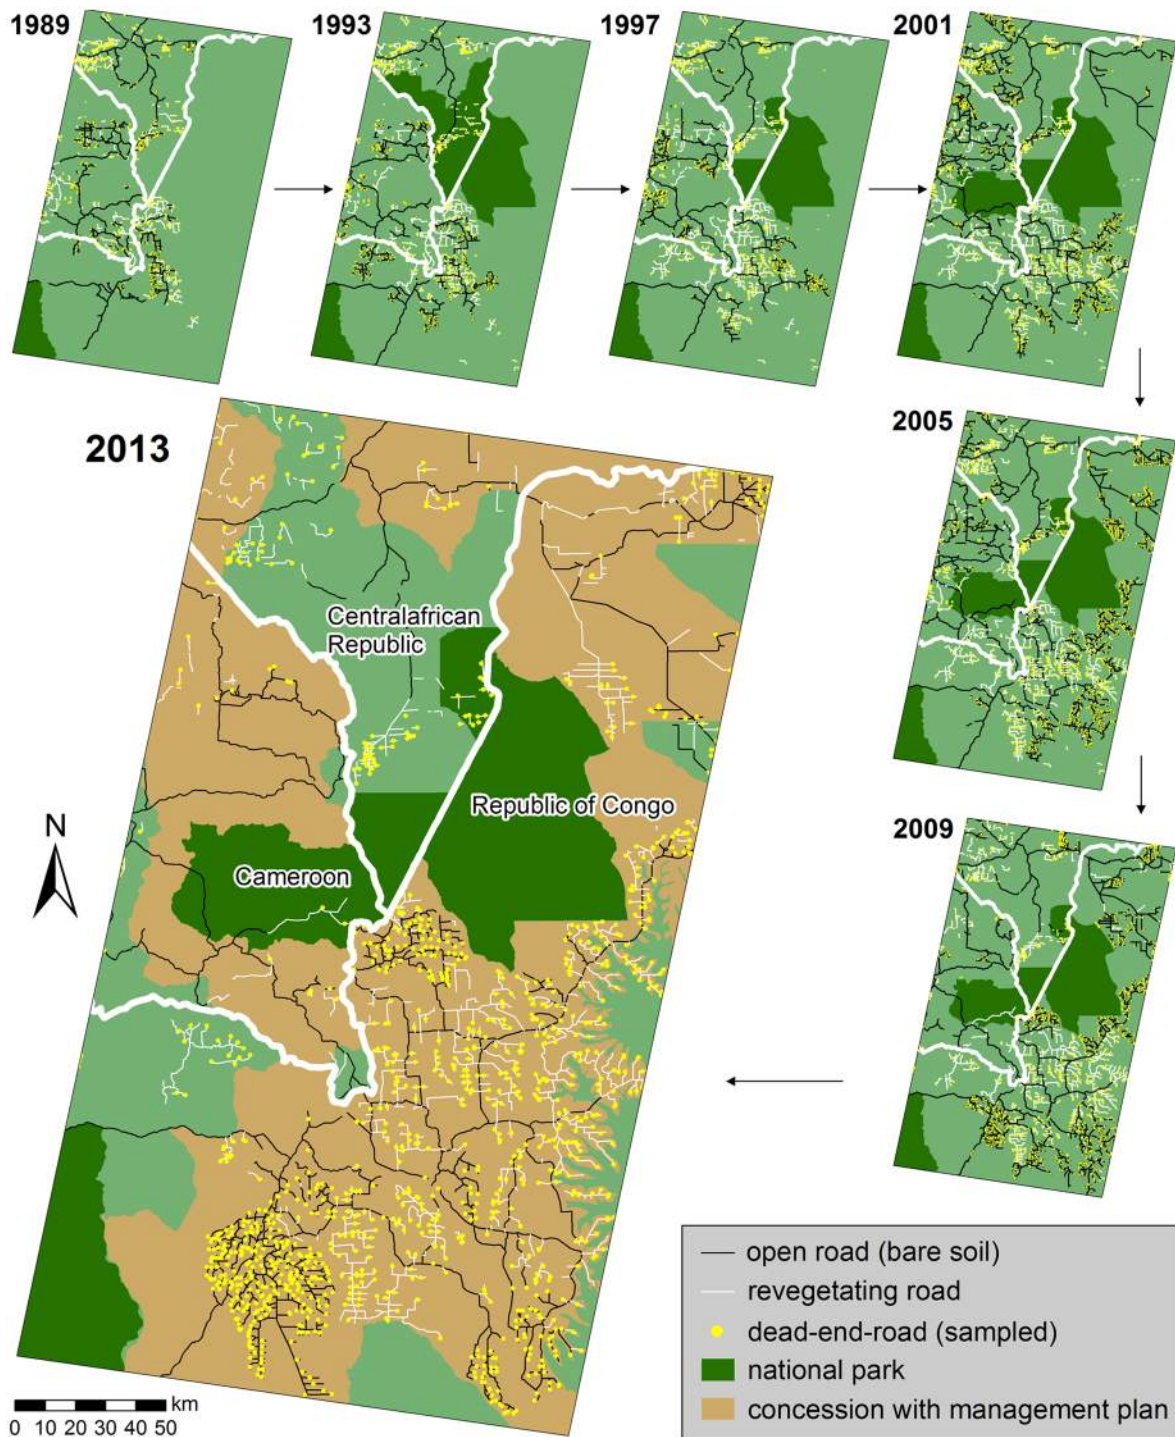 1989
1993
1997
2001
2005
2009
2013
Centralafrican
Republic
Republic of Congo
Cameroon
N
km
0 10 20 30 40 50
open road (bare soil)
revegetating road
dead-end-road (sampled)
national park
concession with management plan